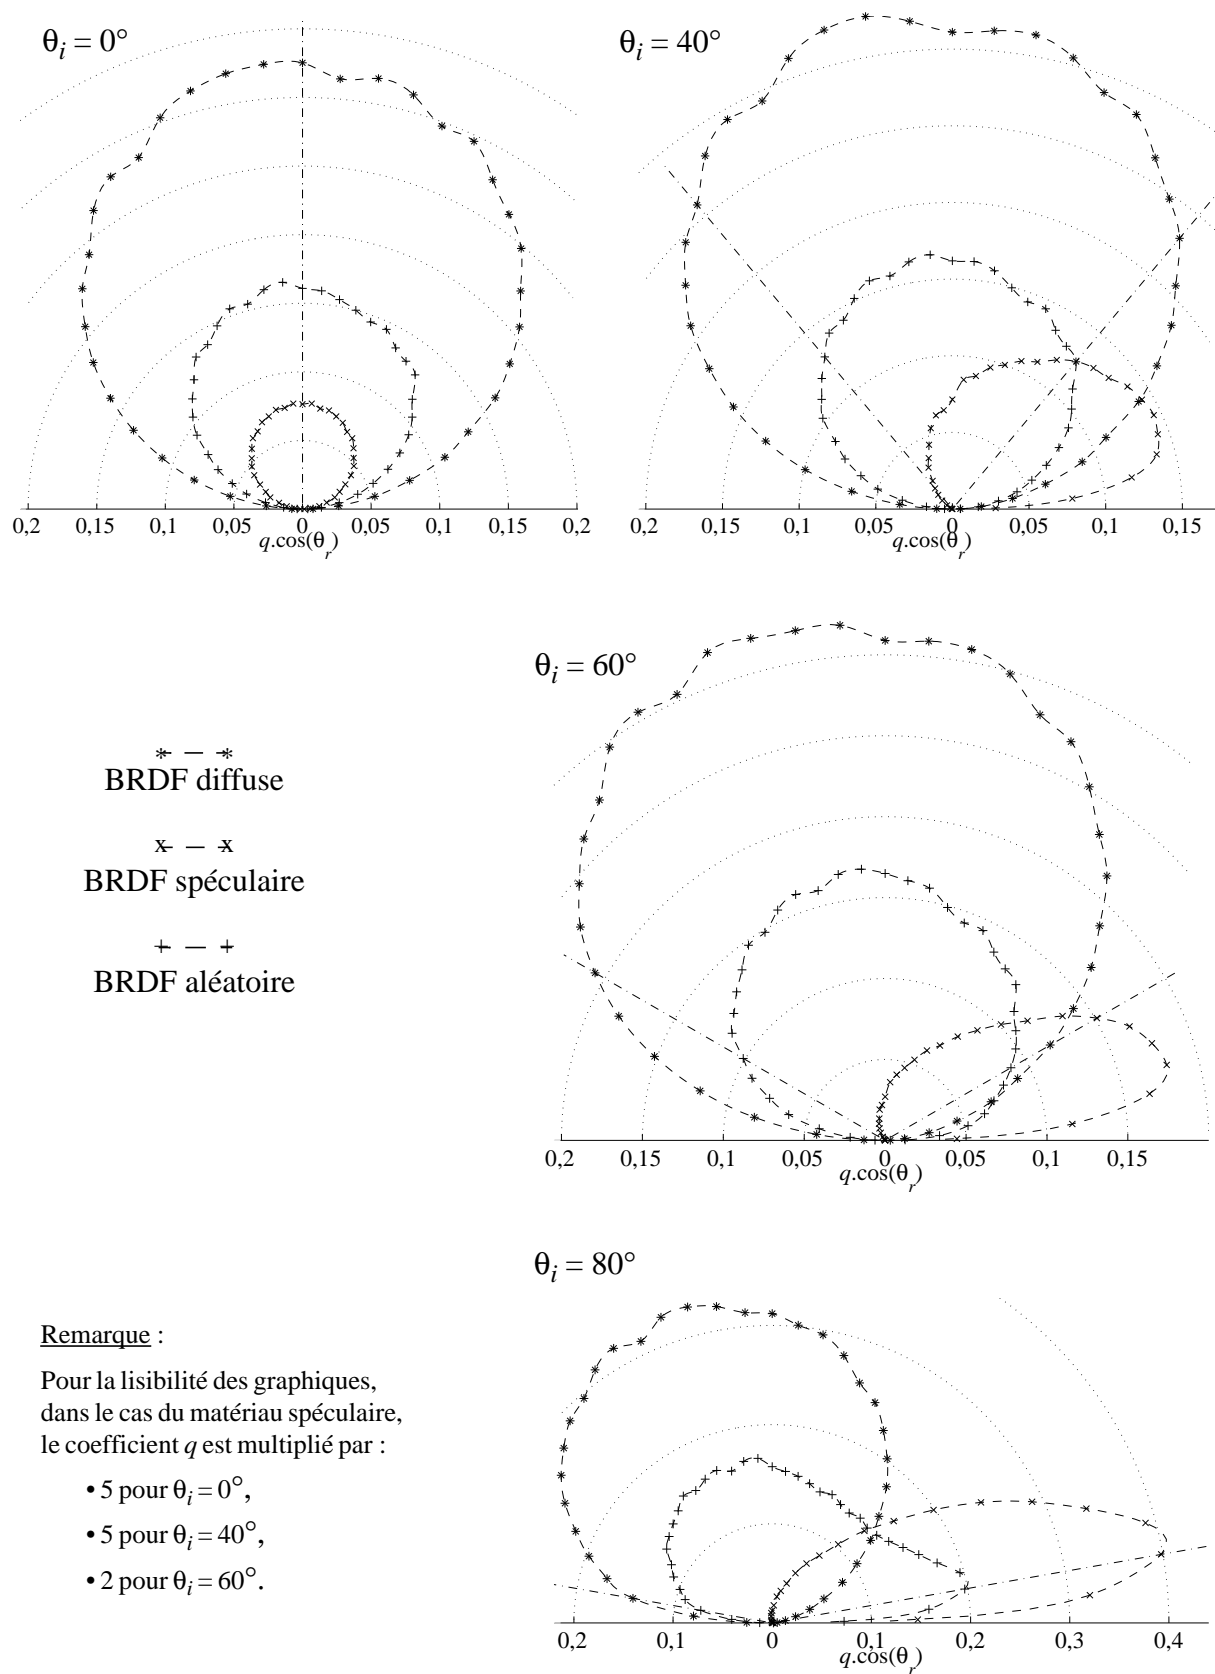 θi = 0°
θi = 40°
0,2 0,15 0,1 0,05 0 0,05 0,1 0,15 0,2
q.cos(θr)
0,2 0,15 0,1 0,05 0 0,05 0,1 0,15
q.cos(θr)
θi = 60°
BRDF diffuse
x x
BRDF spéculaire
BRDF aléatoire
0,2 0,15 0,1 0,05 0 0,05 0,1 0,15
q.cos(θr)
θi = 80°
Remarque :
Pour la lisibilité des graphiques,
dans le cas du matériau spéculaire,
le coefficient q est multiplié par :
• 5 pour θi = 0°,
• 5 pour θi = 40°,
• 2 pour θi = 60°.
0,2 0,1 0 0,1 0,2 0,3 0,4
q.cos(θr)